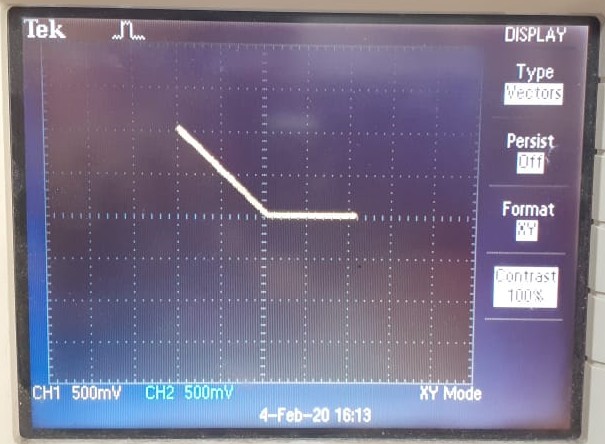 Tek
DISPLAY
Type
Vectors
Persist
Off
Format
XY
Contrast
100%
CH1 500mV CH2 500mV XY Mode
4-Feb-20 16:13